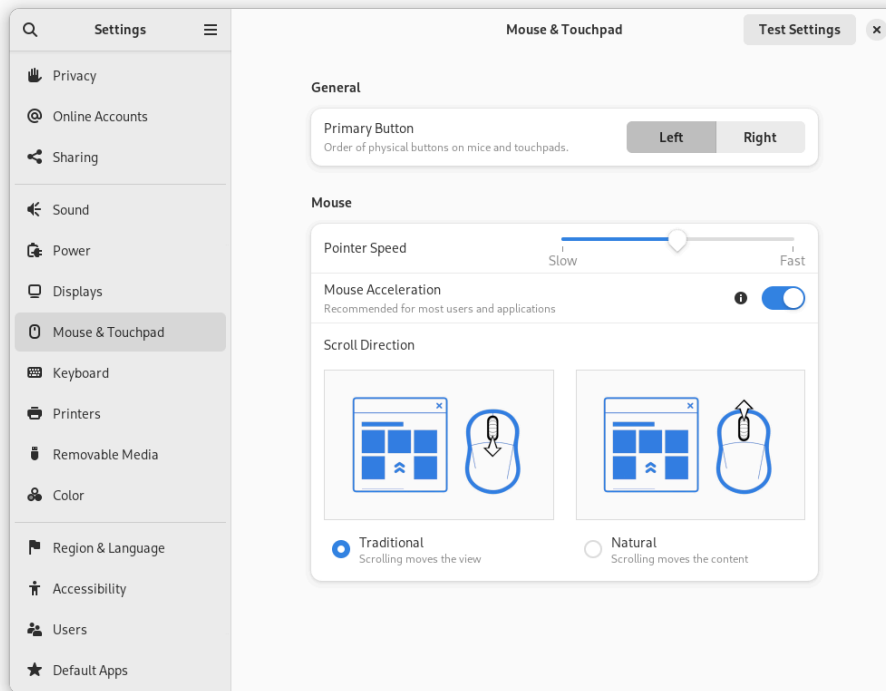 Settings
Mouse & Touchpad
Test Settings
Privacy
Online Accounts
Sharing
Sound
Power
Displays
Mouse & Touchpad
Keyboard
Printers
Removable Media
Color
Region & Language
Accessibility
Users
Default Apps
General
Primary Button
Order of physical buttons on mice and touchpads.
Left
Right
Mouse
Pointer Speed
Slow
Fast
Mouse Acceleration
Recommended for most users and applications
Scroll Direction
Traditional
Scrolling moves the view
Natural
Scrolling moves the content